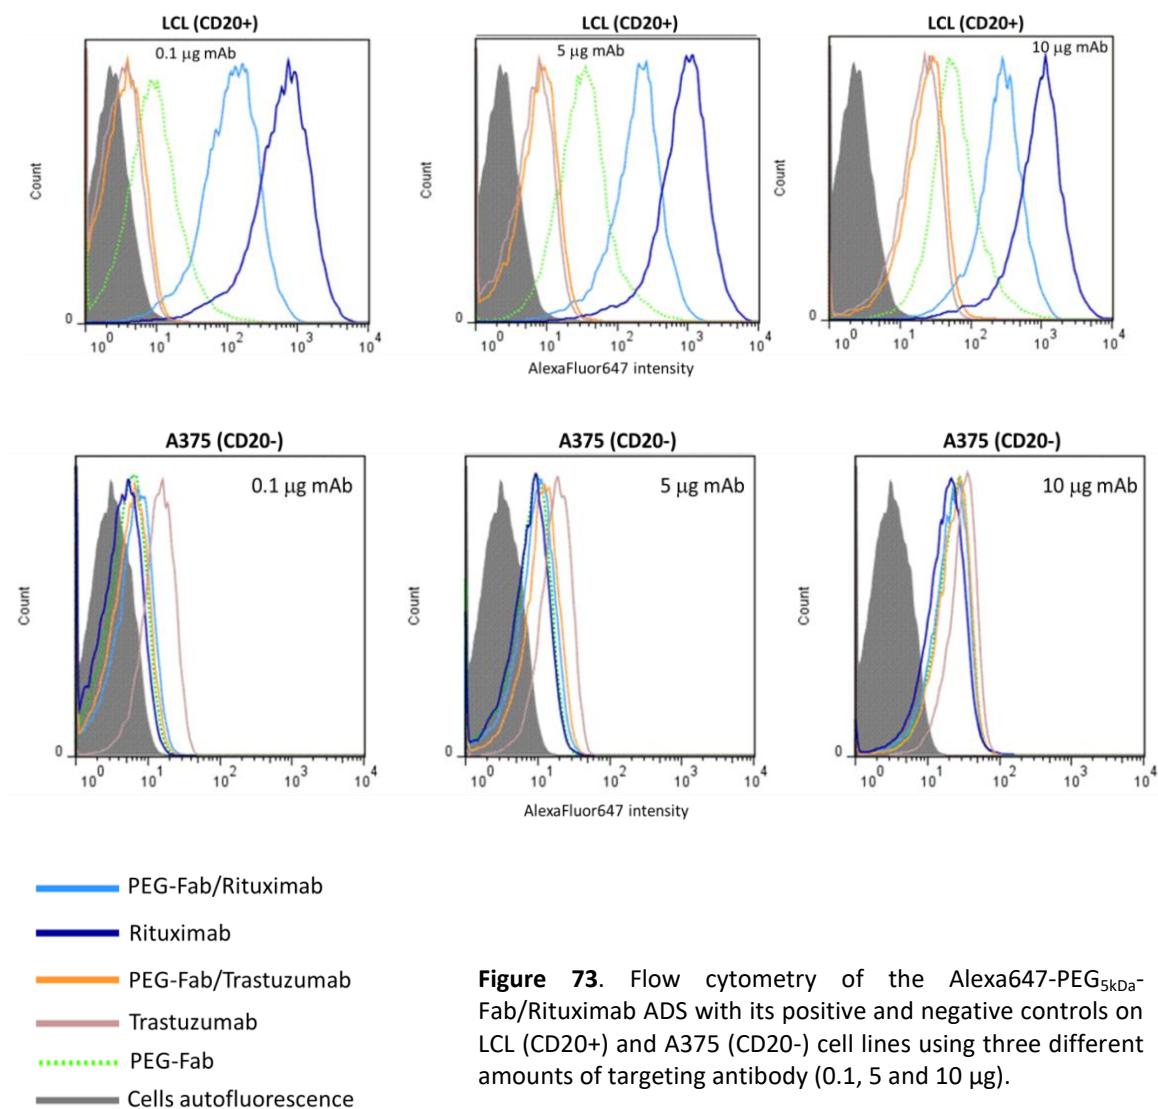 LCL (CD20+)
0.1 µg mAb
Count
0
10^0 10^1 10^2 10^3 10^4
LCL (CD20+)
5 µg mAb
Count
0
10^0 10^1 10^2 10^3 10^4
AlexaFluor647 intensity
LCL (CD20+)
10 µg mAb
Count
0
10^0 10^1 10^2 10^3 10^4
A375 (CD20-)
0.1 µg mAb
Count
0
10^0 10^1 10^2 10^3 10^4
A375 (CD20-)
5 µg mAb
Count
0
10^0 10^1 10^2 10^3 10^4
AlexaFluor647 intensity
A375 (CD20-)
10 µg mAb
Count
0
10^0 10^1 10^2 10^3 10^4
PEG-Fab/Rituximab
Rituximab
PEG-Fab/Trastuzumab
Trastuzumab
PEG-Fab
Cells autofluorescence
Figure 73. Flow cytometry of the Alexa647-PEG5kDa-
Fab/Rituximab ADS with its positive and negative controls on
LCL (CD20+) and A375 (CD20-) cell lines using three different
amounts of targeting antibody (0.1, 5 and 10 µg).